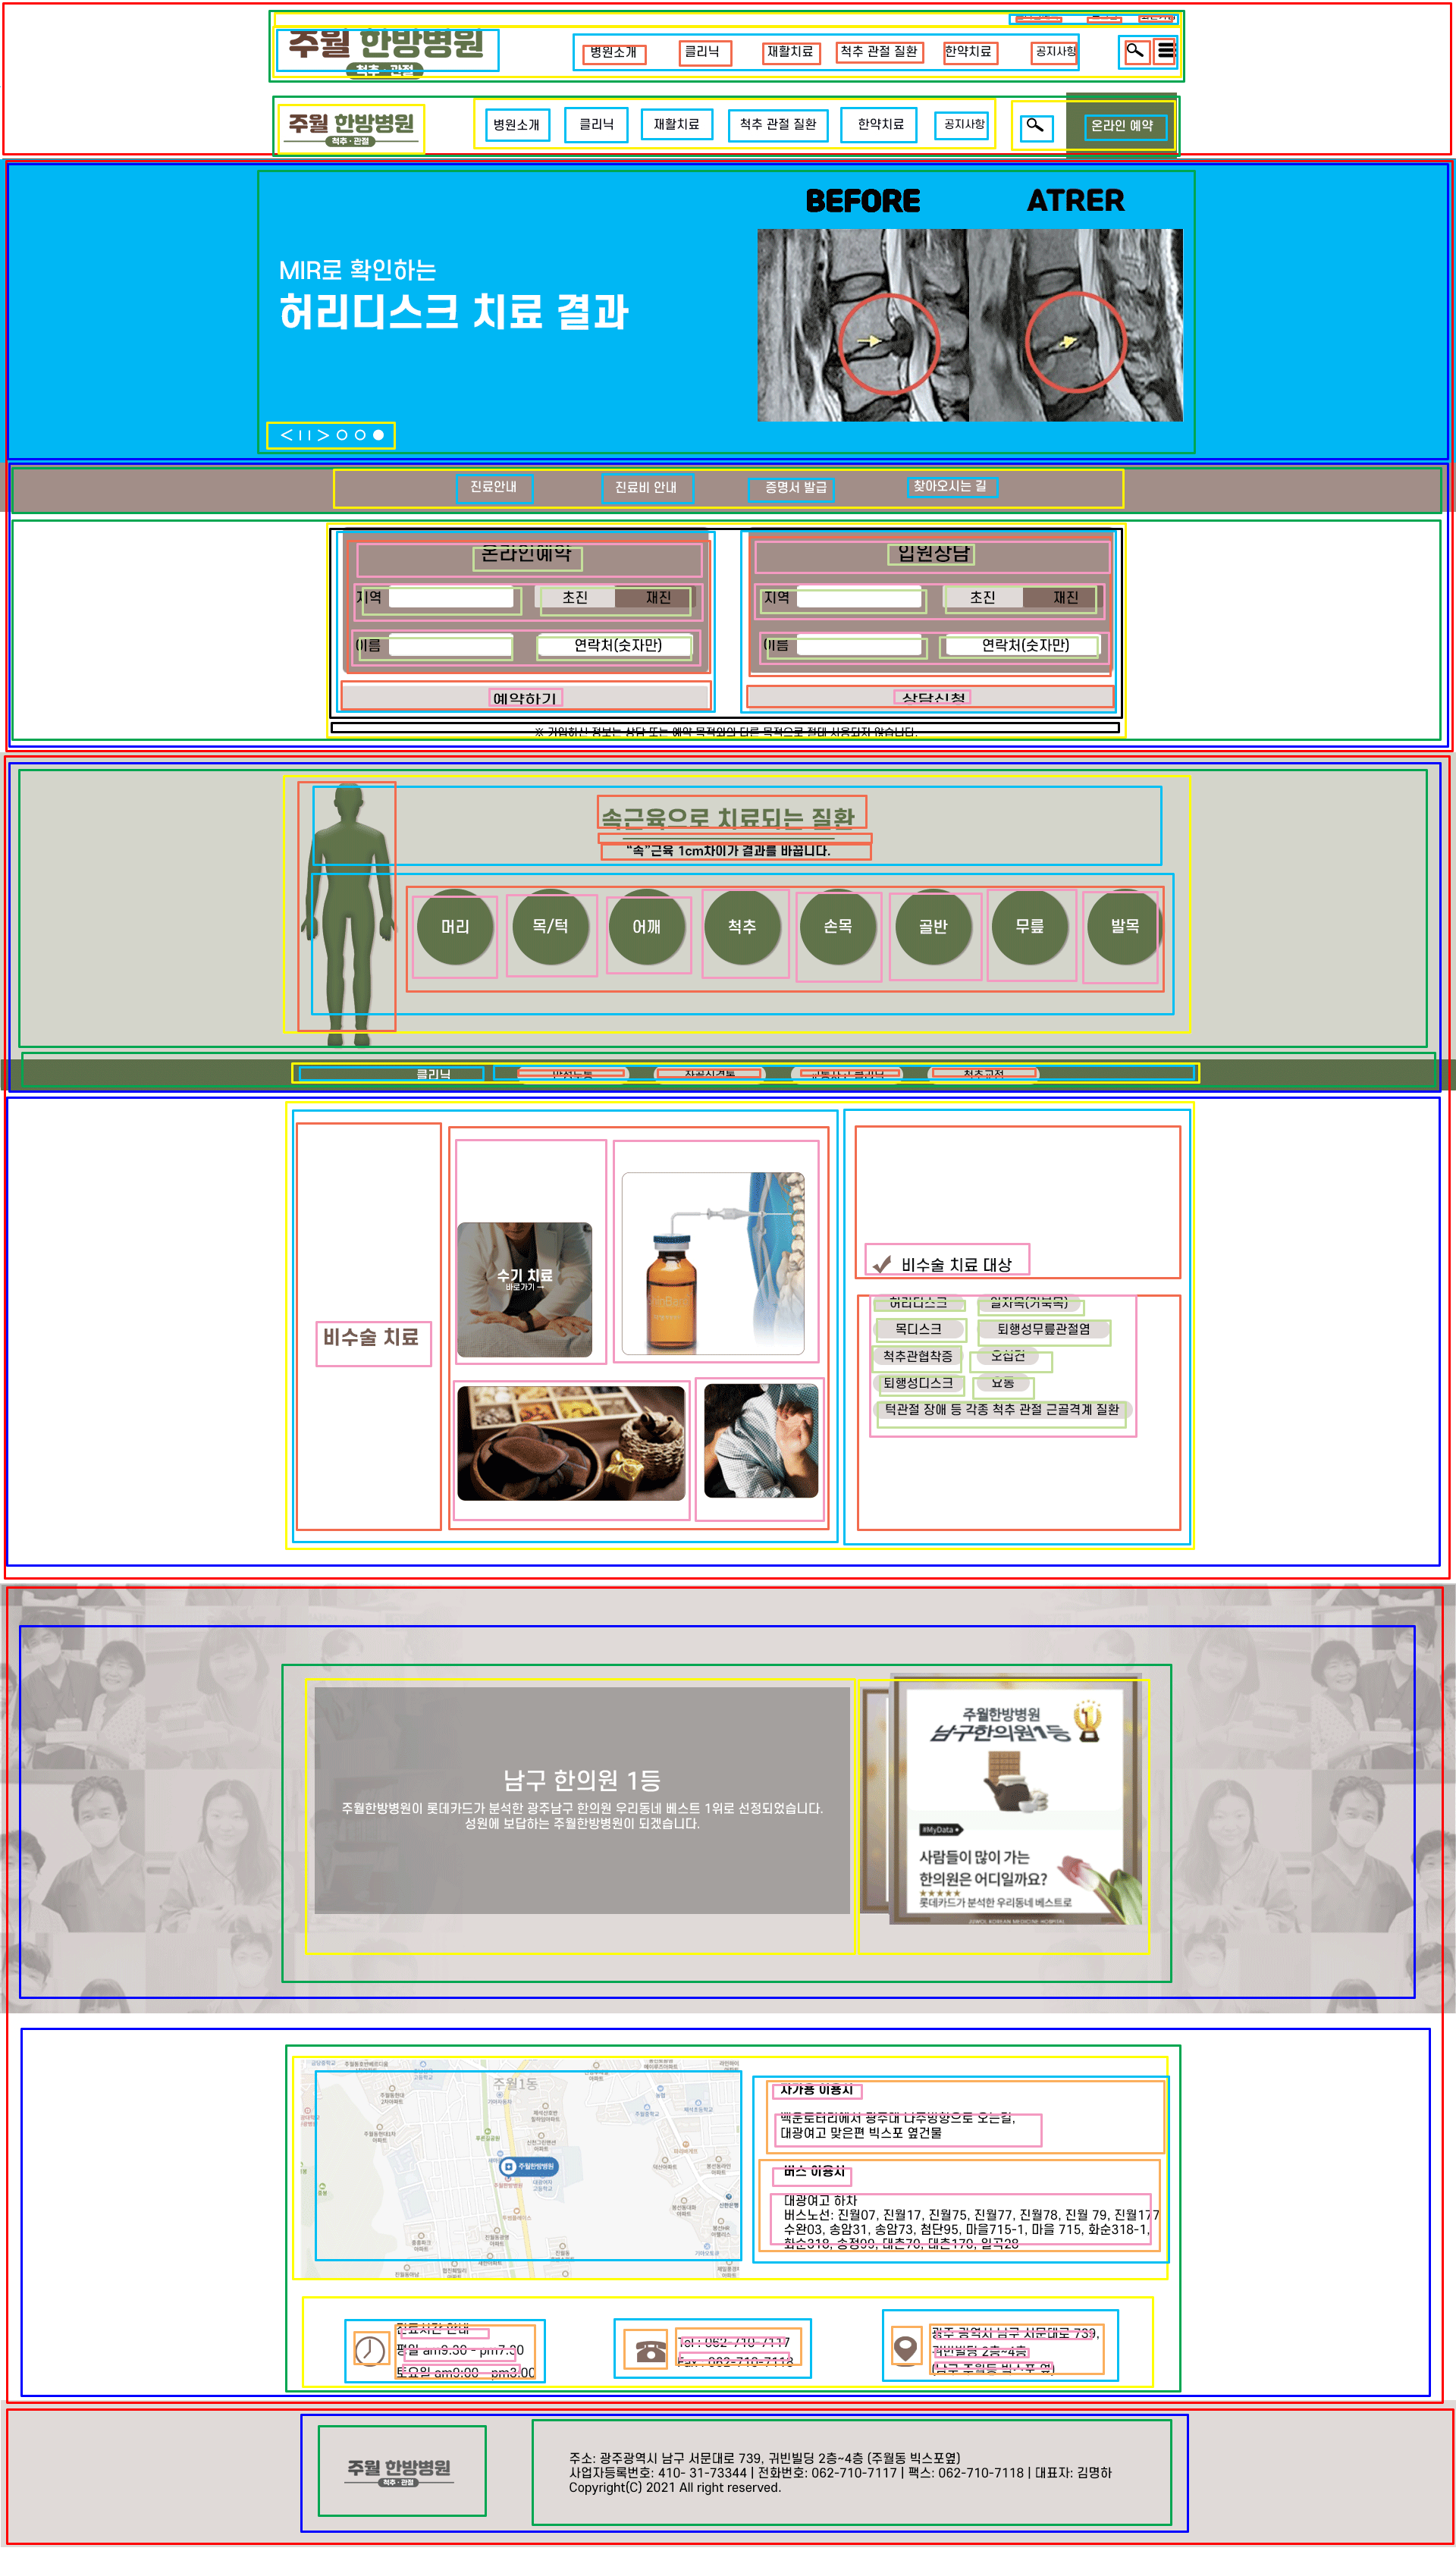 주월 한방병원
척추·관절
병원소개 클리닉 재활치료 척추 관절 질환 한약치료 공지사항
주월 한방병원
척추·관절
병원소개 클리닉 재활치료 척추 관절 질환 한약치료 공지사항 온라인 예약
BEFORE ATRER
MIR로 확인하는
허리디스크 치료 결과
진료안내 진료비 안내 증명서 발급 찾아오시는 길
온라인예약
지역 초진 재진
이름 연락처(숫자만)
예약하기
입원상담
지역 초진 재진
이름 연락처(숫자만)
상담신청
※ 기입하신 정보는 상담 또는 예약 목적외의 다른 목적으로 절대 사용되지 않습니다.
속근육으로 치료되는 질환
“속”근육 1cm차이가 결과를 바꿉니다.
머리 목/턱 어깨 척추 손목 골반 무릎 발목
클리닉 척추교정
비수술 치료
수기 치료
바로가기
비수술 치료 대상
허리디스크 일자목(거북목)
목디스크 퇴행성무릎관절염
척추관협착증 오십견
퇴행성디스크 요통
턱관절 장애 등 각종 척추 관절 근골격계 질환
남구 한의원 1등
주월한방병원이 롯데카드가 분석한 광주남구 한의원 우리동네 베스트 1위로 선정되었습니다.
성원에 보답하는 주월한방병원이 되겠습니다.
주월한방병원
남구한의원1등
#MyData
사람들이 많이 가는
한의원은 어디일까요?
★★★★★
롯데카드가 분석한 우리동네 베스트로
JUWOL KOREAN MEDICINE HOSPITAL
주월1동
주월한방병원
자가용 이용시
백운로터리에서 광주대 나주방향으로 오는길,
대광여고 맞은편 빅스포 옆건물
버스 이용시
대광여고 하차
버스노선: 진월07, 진월17, 진월75, 진월77, 진월78, 진월 79, 진월177
수완03, 송암31, 송암73, 첨단95, 마을715-1, 마을 715, 화순318-1,
화순318, 송정99, 대촌70, 대촌170, 일곡28
진료시간 안내
평일 am9:30 - pm7:30
토요일 am9:00 - pm3:00
Tel : 062-710-7117
Fax : 062-710-7118
광주 광역시 남구 서문대로 739,
귀빈빌딩 2층~4층
(남구 주월동 빅스포 옆)
주월 한방병원
척추·관절
주소: 광주광역시 남구 서문대로 739, 귀빈빌딩 2층~4층 (주월동 빅스포옆)
사업자등록번호: 410- 31-73344 | 전화번호: 062-710-7117 | 팩스: 062-710-7118 | 대표자: 김명하
Copyright(C) 2021 All right reserved.